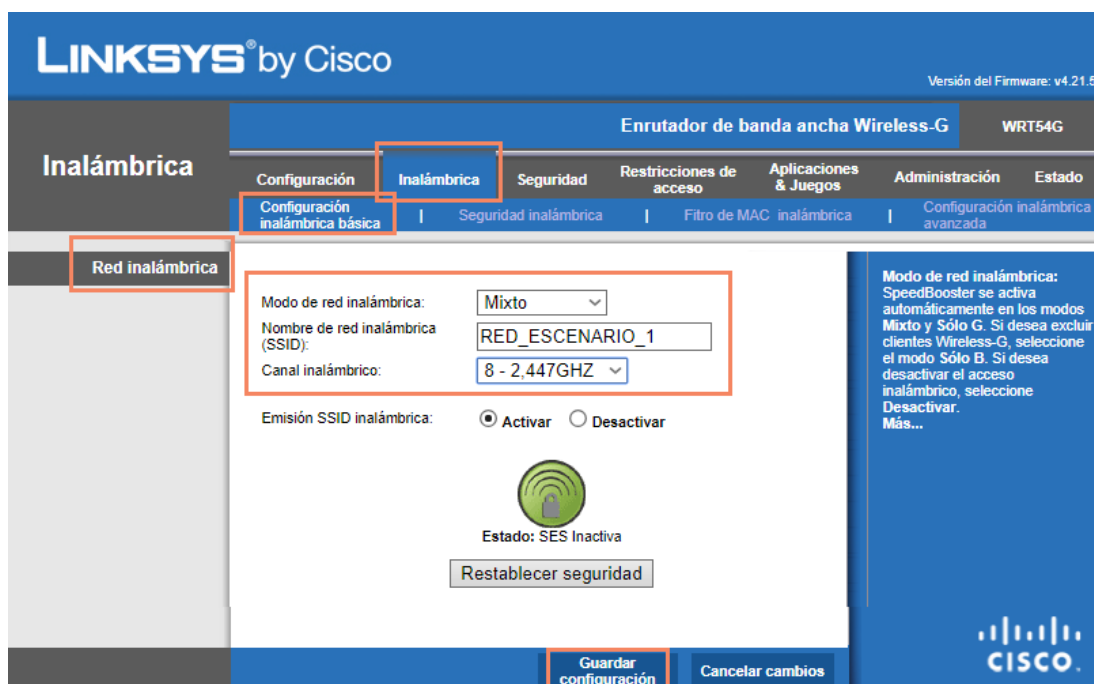 LINKSYS® by Cisco
Versión del Firmware: v4.21.5
Enrutador de banda ancha Wireless-G
WRT54G
Inalámbrica
Configuración
Inalámbrica
Seguridad
Restricciones de
acceso
Aplicaciones
& Juegos
Administración
Estado
Configuración
inalámbrica básica
|
Seguridad inalámbrica
|
Fitro de MAC inalámbrica
|
Configuración inalámbrica
avanzada
Red inalámbrica
Modo de red inalámbrica:
Mixto
Nombre de red inalámbrica
(SSID):
RED_ESCENARIO_1
Canal inalámbrico:
8 - 2,447GHZ
Emisión SSID inalámbrica:
Activar
Desactivar
Estado: SES Inactiva
Restablecer seguridad
Modo de red inalámbrica:
SpeedBooster se activa
automáticamente en los modos
Mixto y Sólo G. Si desea excluir
clientes Wireless-G, seleccione
el modo Sólo B. Si desea
desactivar el acceso
inalámbrico, seleccione
Desactivar.
Más...
Guardar
configuración
Cancelar cambios
CISCO.